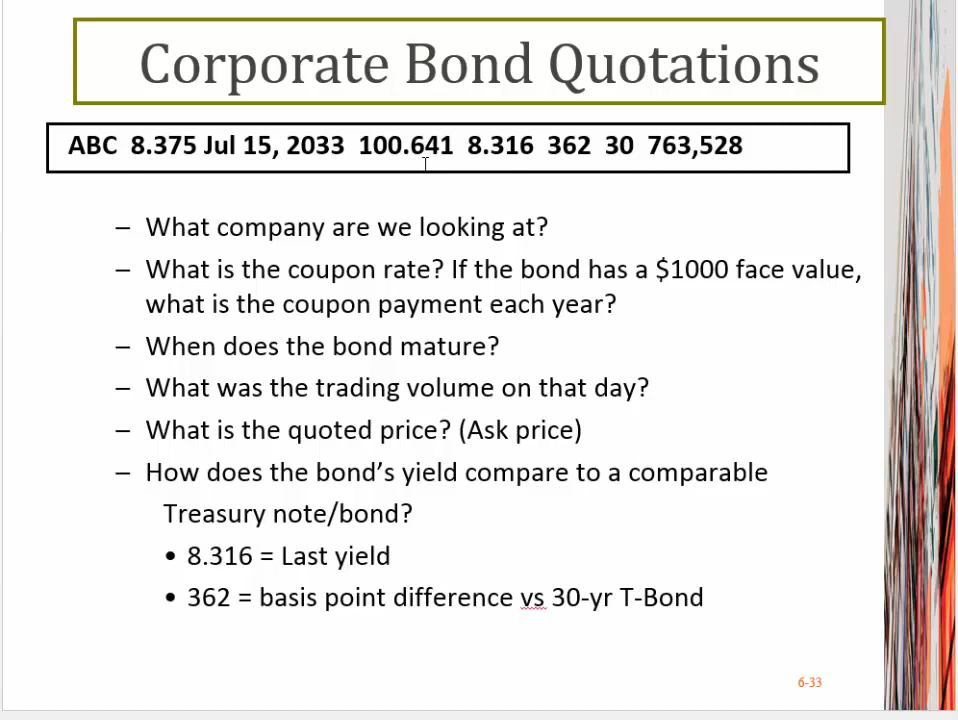 Corporate Bond Quotations
ABC 8.375 Jul 15, 2033 100.641 8.316 362 30 763,528
– What company are we looking at?
– What is the coupon rate? If the bond has a $1000 face value,
what is the coupon payment each year?
– When does the bond mature?
– What was the trading volume on that day?
– What is the quoted price? (Ask price)
– How does the bond’s yield compare to a comparable
Treasury note/bond?
• 8.316 = Last yield
• 362 = basis point difference vs 30-yr T-Bond
6-33